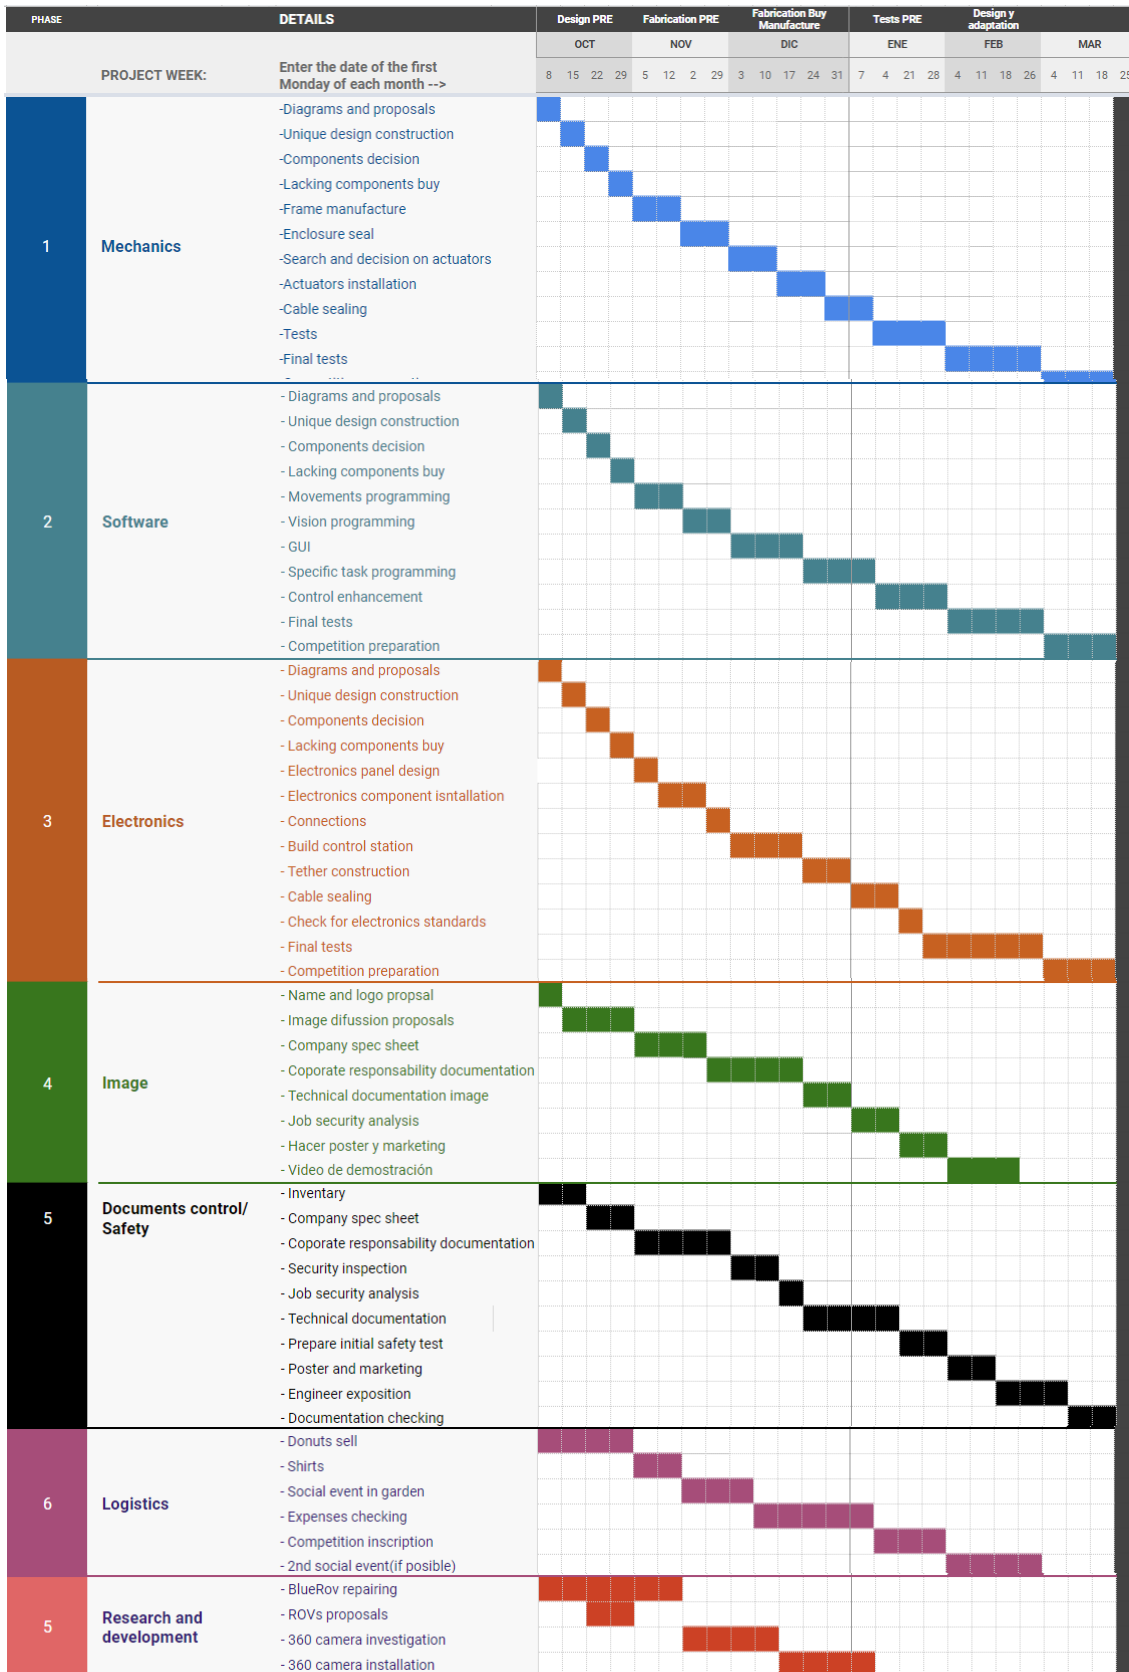 PHASE DETAILS Design PRE Fabrication PRE Fabrication Buy Manufacture Tests PRE Design y adaptation
OCT NOV DIC ENE FEB MAR
PROJECT WEEK: Enter the date of the first Monday of each month --> 8 15 22 29 5 12 2 29 3 10 17 24 31 7 4 21 28 4 11 18 26 4 11 18 25
1 Mechanics
-Diagrams and proposals
-Unique design construction
-Components decision
-Lacking components buy
-Frame manufacture
-Enclosure seal
-Search and decision on actuators
-Actuators installation
-Cable sealing
-Tests
-Final tests
2 Software
- Diagrams and proposals
- Unique design construction
- Components decision
- Lacking components buy
- Movements programming
- Vision programming
- GUI
- Specific task programming
- Control enhancement
- Final tests
- Competition preparation
3 Electronics
- Diagrams and proposals
- Unique design construction
- Components decision
- Lacking components buy
- Electronics panel design
- Electronics component isntallation
- Connections
- Build control station
- Tether construction
- Cable sealing
- Check for electronics standards
- Final tests
- Competition preparation
4 Image
- Name and logo propsal
- Image difussion proposals
- Company spec sheet
- Coporate responsability documentation
- Technical documentation image
- Job security analysis
- Hacer poster y marketing
- Video de demostración
5 Documents control/
Safety
- Inventary
- Company spec sheet
- Coporate responsability documentation
- Security inspection
- Job security analysis
- Technical documentation
- Prepare initial safety test
- Poster and marketing
- Engineer exposition
- Documentation checking
6 Logistics
- Donuts sell
- Shirts
- Social event in garden
- Expenses checking
- Competition inscription
- 2nd social event(if posible)
5 Research and
development
- BlueRov repairing
- ROVs proposals
- 360 camera investigation
- 360 camera installation